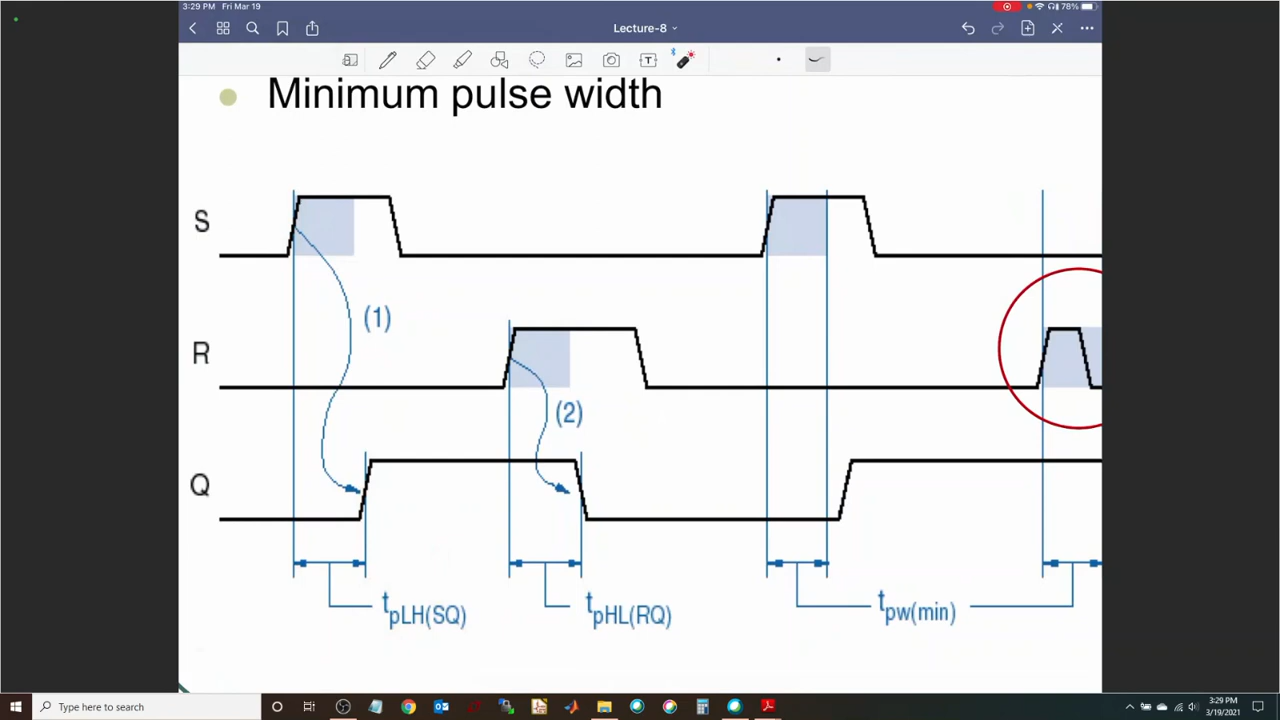 3:29 PM Fri Mar 19
78%
Lecture-8
T
Minimum pulse width
S
(1)
R
(2)
Q
tpLH(SQ)
tpHL(RQ)
tpw(min)
Type here to search
3:29 PM
3/19/2021